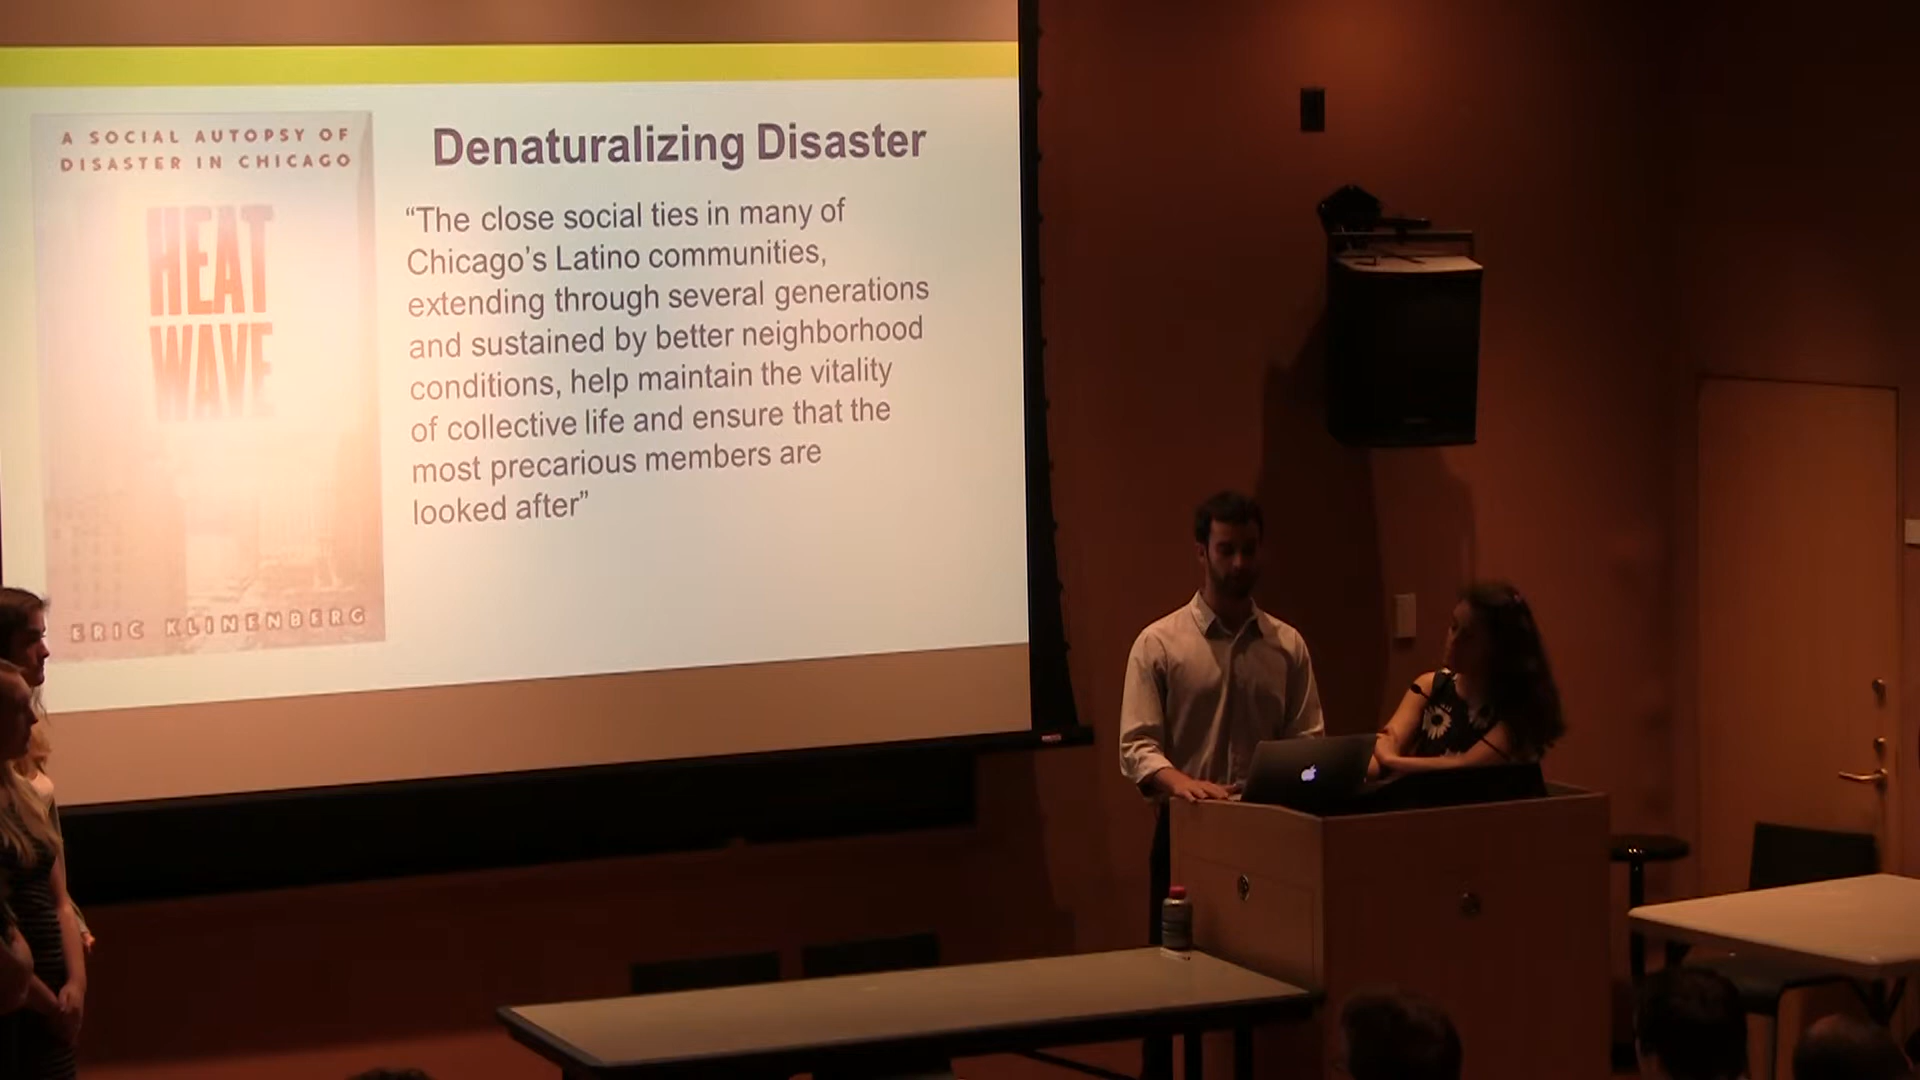 A SOCIAL AUTOPSY OF
DISASTER IN CHICAGO
HEAT
WAVE
ERIC KLINENBERG
Denaturalizing Disaster
“The close social ties in many of
Chicago’s Latino communities,
extending through several generations
and sustained by better neighborhood
conditions, help maintain the vitality
of collective life and ensure that the
most precarious members are
looked after”